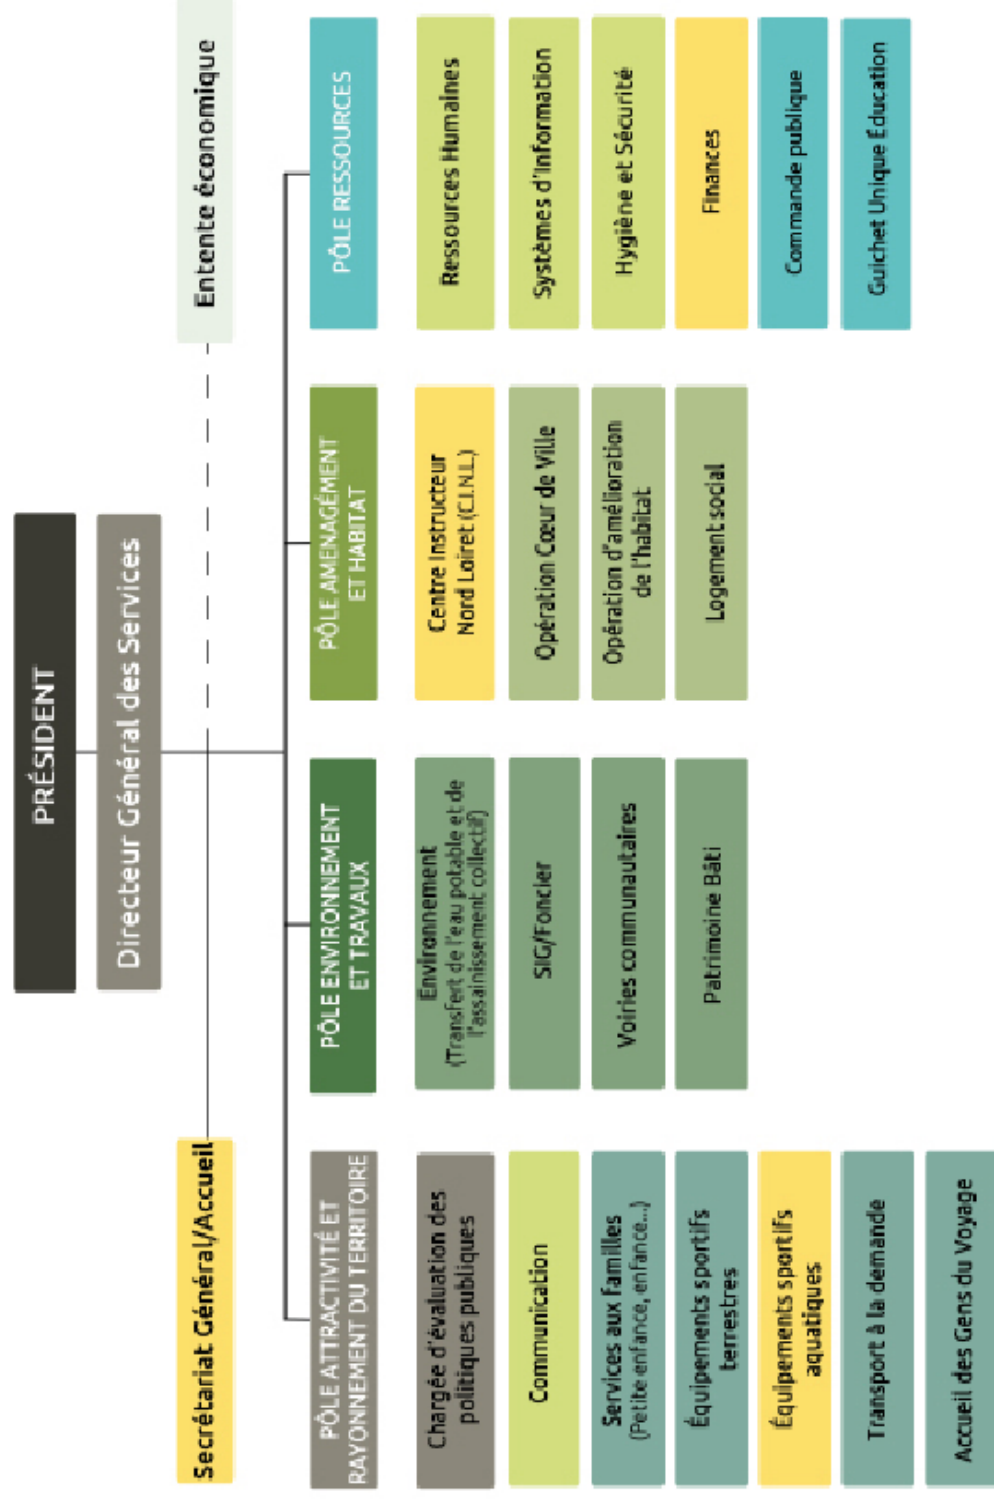 PRÉSIDENT
Directeur Général des Services
Secrétariat Général/Accueil
Entente économique
PÔLE ATTRACTIVITÉ ET
RAYONNEMENT DU TERRITOIRE
Chargée d'évaluation des
politiques publiques
Communication
Services aux familles
(Petite enfance, enfance...)
Équipements sportifs
terrestres
Équipements sportifs
aquatiques
Transport à la demande
Accueil des Gens du Voyage
PÔLE ENVIRONNEMENT
ET TRAVAUX
Environnement
(Transfert de l'eau potable et de
l'assainissement collectif)
SIG/Foncier
Voiries communautaires
Patrimoine Bâti
PÔLE AMÉNAGÉMENT
ET HABITAT
Centre Instructeur
Nord Loiret (C.I.N.L.)
Opération Cœur de Ville
Opération d'amélioration
de l'habitat
Logement social
PÔLE RESSOURCES
Ressources Humaines
Systèmes d'Information
Hygiène et Sécurité
Finances
Commande publique
Guichet Unique Éducation